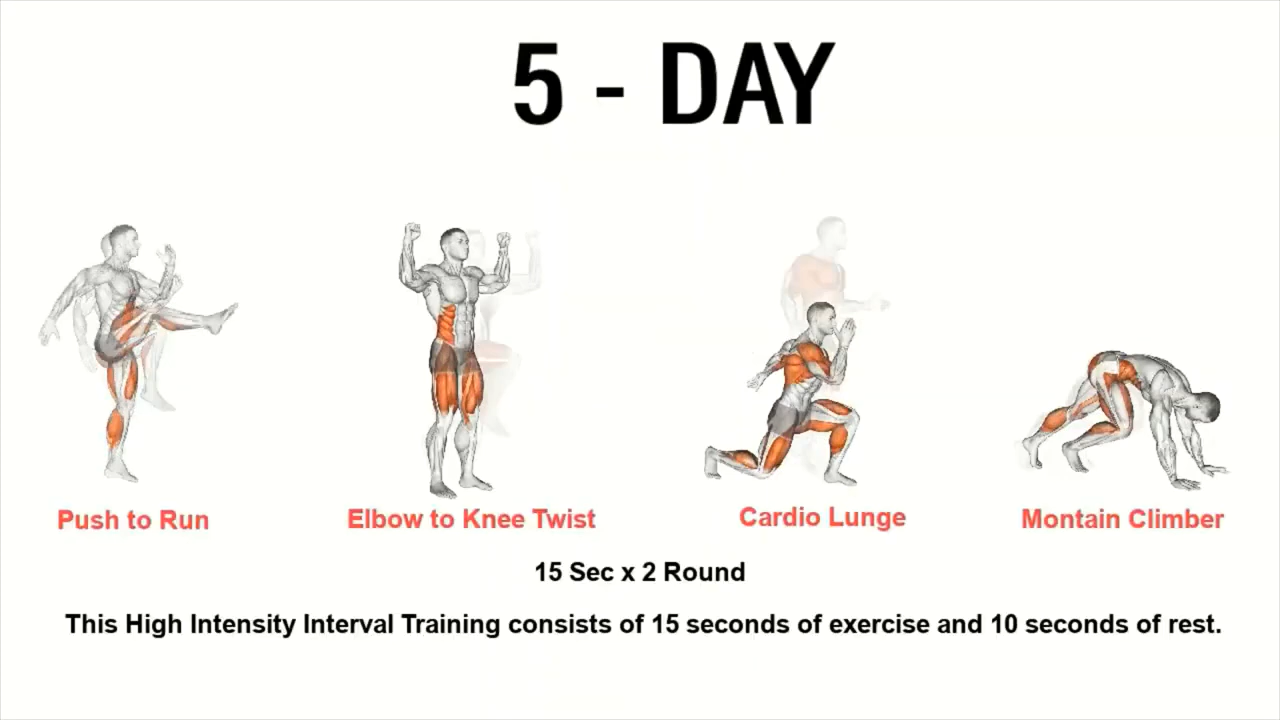 5 - DAY
Push to Run
Elbow to Knee Twist
Cardio Lunge
Montain Climber
15 Sec x 2 Round
This High Intensity Interval Training consists of 15 seconds of exercise and 10 seconds of rest.